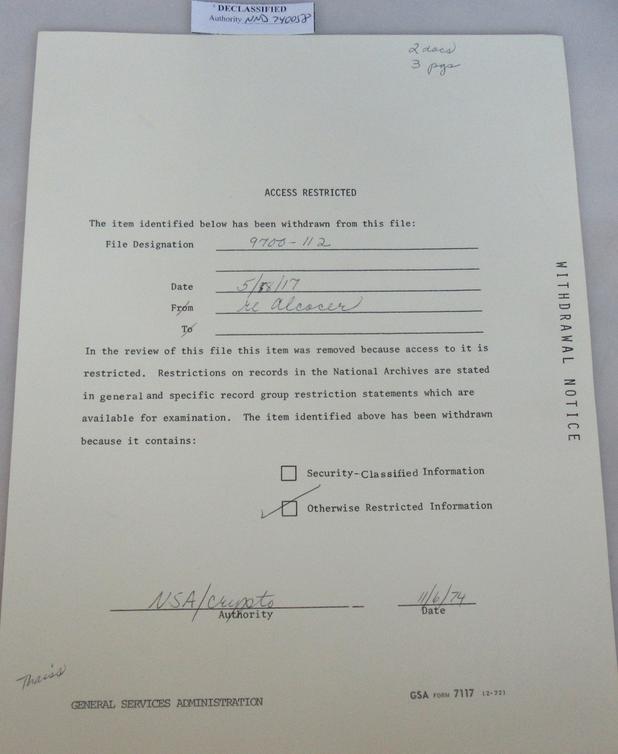 DECLASSIFIED
Authority NND 740058
2 docs
3 pgs
ACCESS RESTRICTED
The item identified below has been withdrawn from this file:
File Designation 9700-112
Date 5/18/17
From re Alcocer
To
In the review of this file this item was removed because access to it is
restricted. Restrictions on records in the National Archives are stated
in general and specific record group restriction statements which are
available for examination. The item identified above has been withdrawn
because it contains:
Security-Classified Information
Otherwise Restricted Information
NSA/Crypto 11/6/74
Authority Date
Thaiss
GENERAL SERVICES ADMINISTRATION
GSA FORM 7117 (2-72)
WITHDRAWAL NOTICE